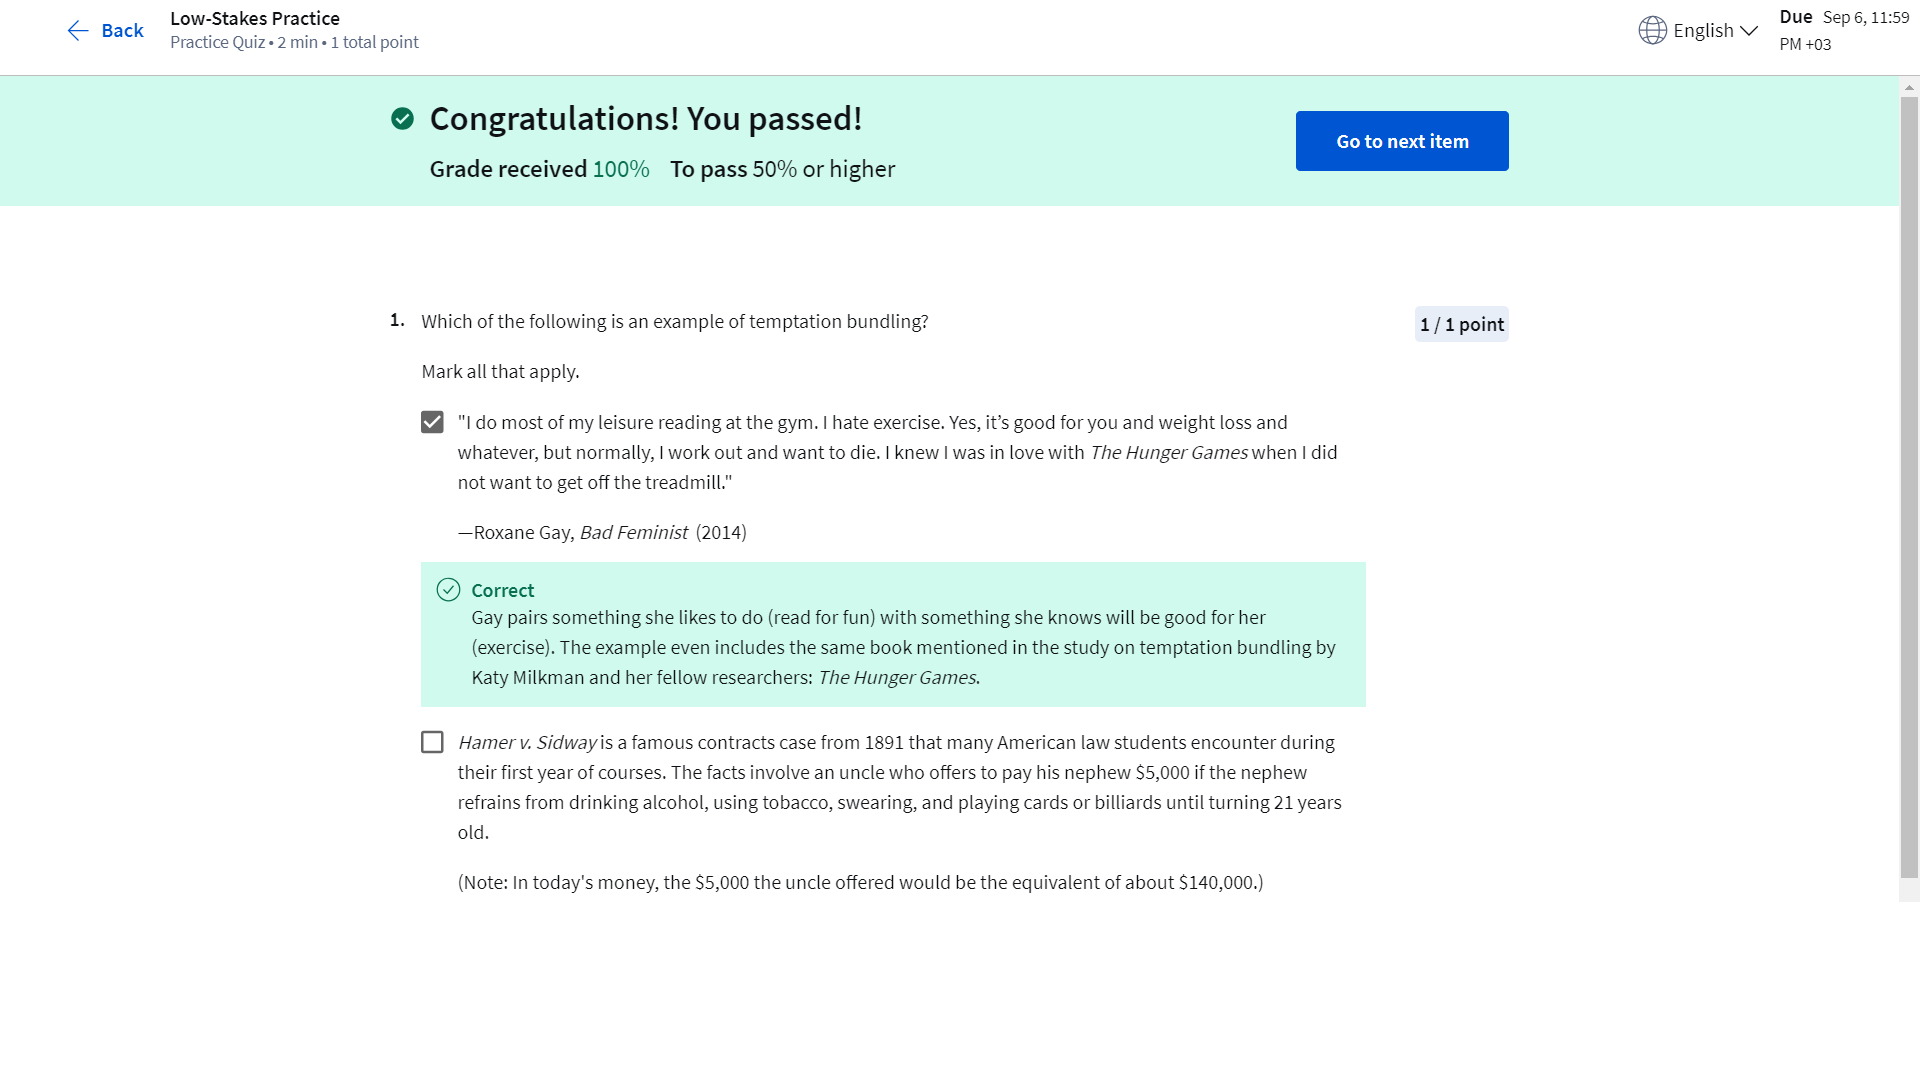 Back
Low-Stakes Practice
Practice Quiz • 2 min • 1 total point
English
Due Sep 6, 11:59
PM +03
Congratulations! You passed!
Grade received 100% To pass 50% or higher
Go to next item
1. Which of the following is an example of temptation bundling?
1 / 1 point
Mark all that apply.
"I do most of my leisure reading at the gym. I hate exercise. Yes, it’s good for you and weight loss and
whatever, but normally, I work out and want to die. I knew I was in love with The Hunger Games when I did
not want to get off the treadmill."
—Roxane Gay, Bad Feminist (2014)
Correct
Gay pairs something she likes to do (read for fun) with something she knows will be good for her
(exercise). The example even includes the same book mentioned in the study on temptation bundling by
Katy Milkman and her fellow researchers: The Hunger Games.
Hamer v. Sidway is a famous contracts case from 1891 that many American law students encounter during
their first year of courses. The facts involve an uncle who offers to pay his nephew $5,000 if the nephew
refrains from drinking alcohol, using tobacco, swearing, and playing cards or billiards until turning 21 years
old.
(Note: In today's money, the $5,000 the uncle offered would be the equivalent of about $140,000.)